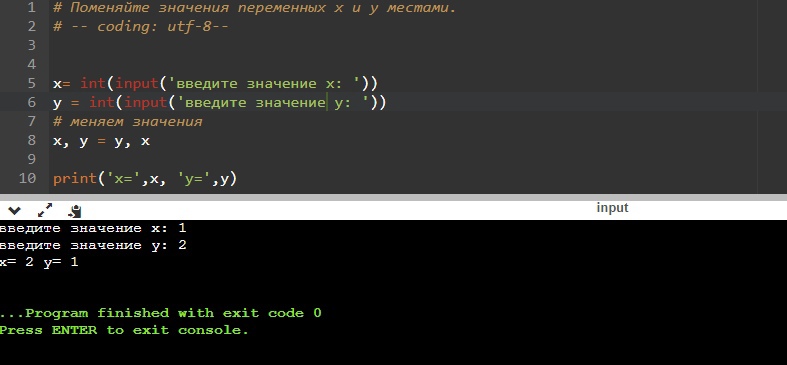 1 # Поменяйте значения переменных x и y местами.
2 # -- coding: utf-8--
3
4
5 x= int(input('введите значение x: '))
6 y = int(input('введите значение y: '))
7 # меняем значения
8 x, y = y, x
9
10 print('x=',x, 'y=',y)
input
введите значение x: 1
введите значение y: 2
x= 2 y= 1
...Program finished with exit code 0
Press ENTER to exit console.